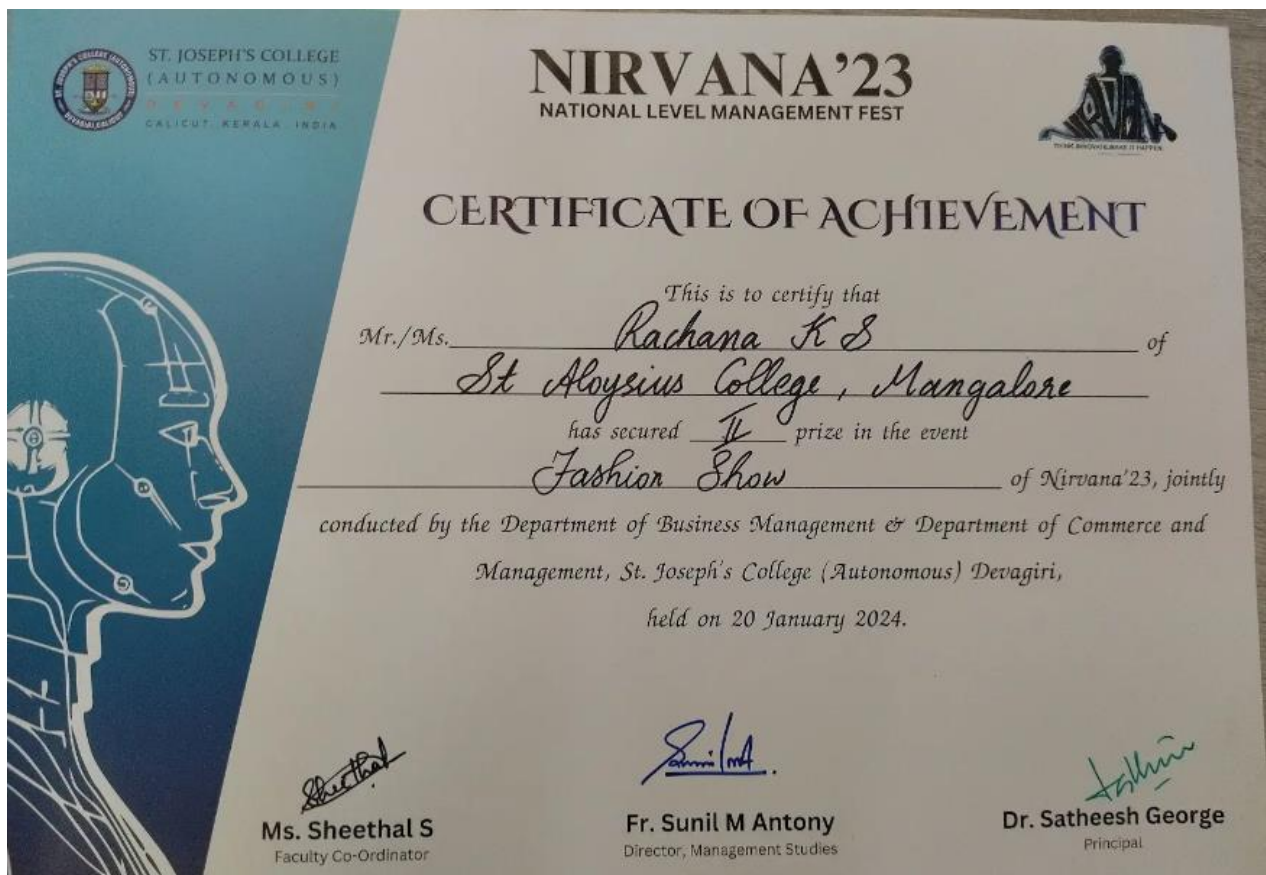 ST. JOSEPH'S COLLEGE
(AUTONOMOUS)
DEVAGIRI
CALICUT, KERALA, INDIA
NIRVANA'23
NATIONAL LEVEL MANAGEMENT FEST
NIRVANA
CERTIFICATE OF ACHIEVEMENT
This is to certify that
Mr./Ms. Rachana K S of
St Aloysius College, Mangalore
has secured II prize in the event
Fashion Show of Nirvana'23, jointly
conducted by the Department of Business Management & Department of Commerce and
Management, St. Joseph's College (Autonomous) Devagiri,
held on 20 January 2024.
Sheethal
Ms. Sheethal S
Faculty Co-Ordinator
Fr. Sunil M Antony
Director, Management Studies
Dr. Satheesh George
Principal